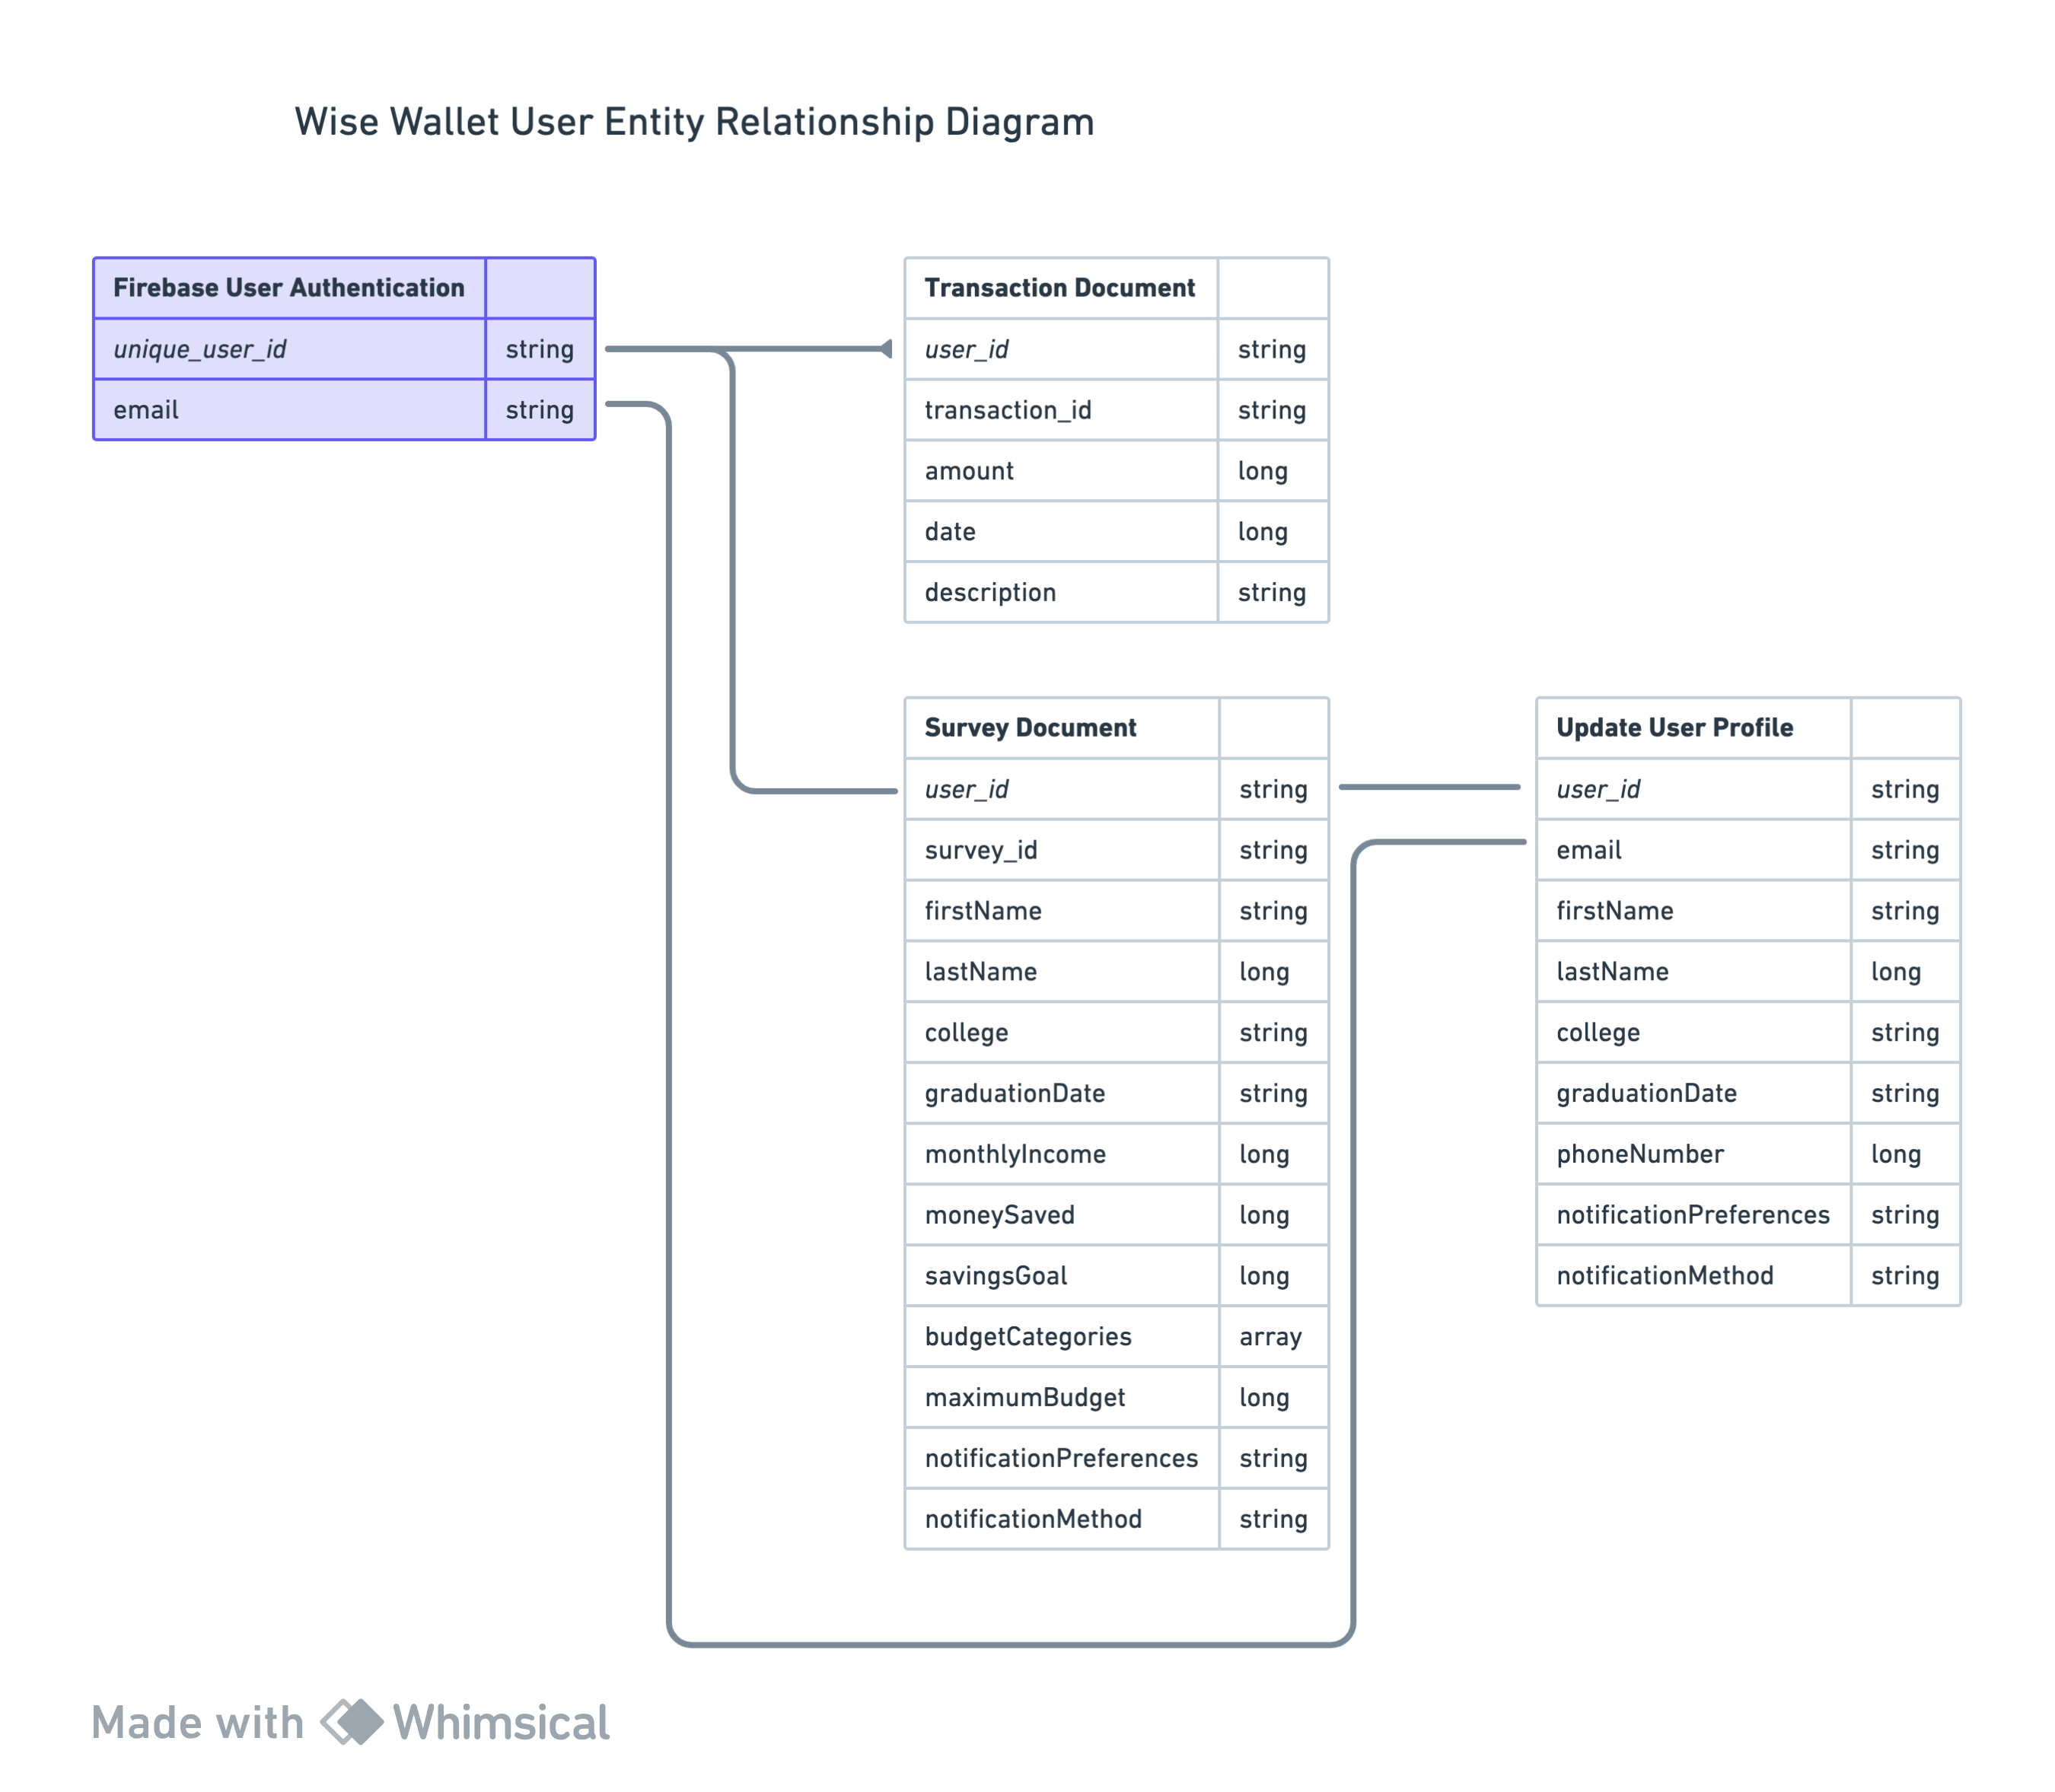 Wise Wallet User Entity Relationship Diagram
Firebase User Authentication
unique_user_id string
email string
Transaction Document
user_id string
transaction_id string
amount long
date long
description string
Survey Document
user_id string
survey_id string
firstName string
lastName long
college string
graduationDate string
monthlyIncome long
moneySaved long
savingsGoal long
budgetCategories array
maximumBudget long
notificationPreferences string
notificationMethod string
Update User Profile
user_id string
email string
firstName string
lastName long
college string
graduationDate string
phoneNumber long
notificationPreferences string
notificationMethod string
Made with Whimsical